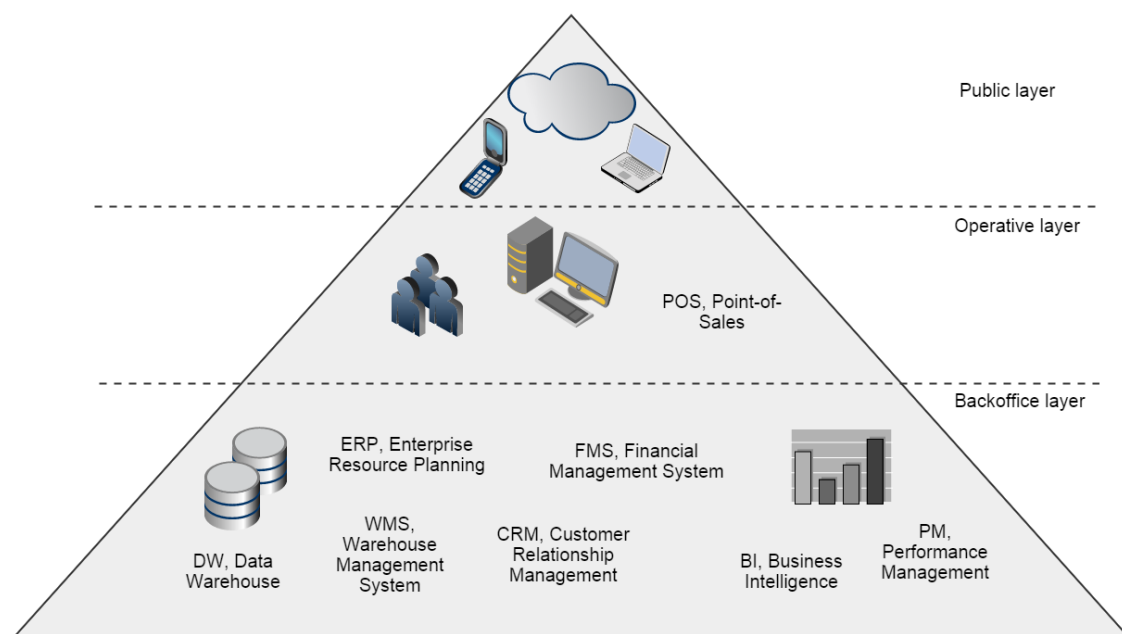 Public layer
Operative layer
POS, Point-of-
Sales
Backoffice layer
ERP, Enterprise
Resource Planning
FMS, Financial
Management System
DW, Data
Warehouse
WMS,
Warehouse
Management
System
CRM, Customer
Relationship
Management
BI, Business
Intelligence
PM,
Performance
Management